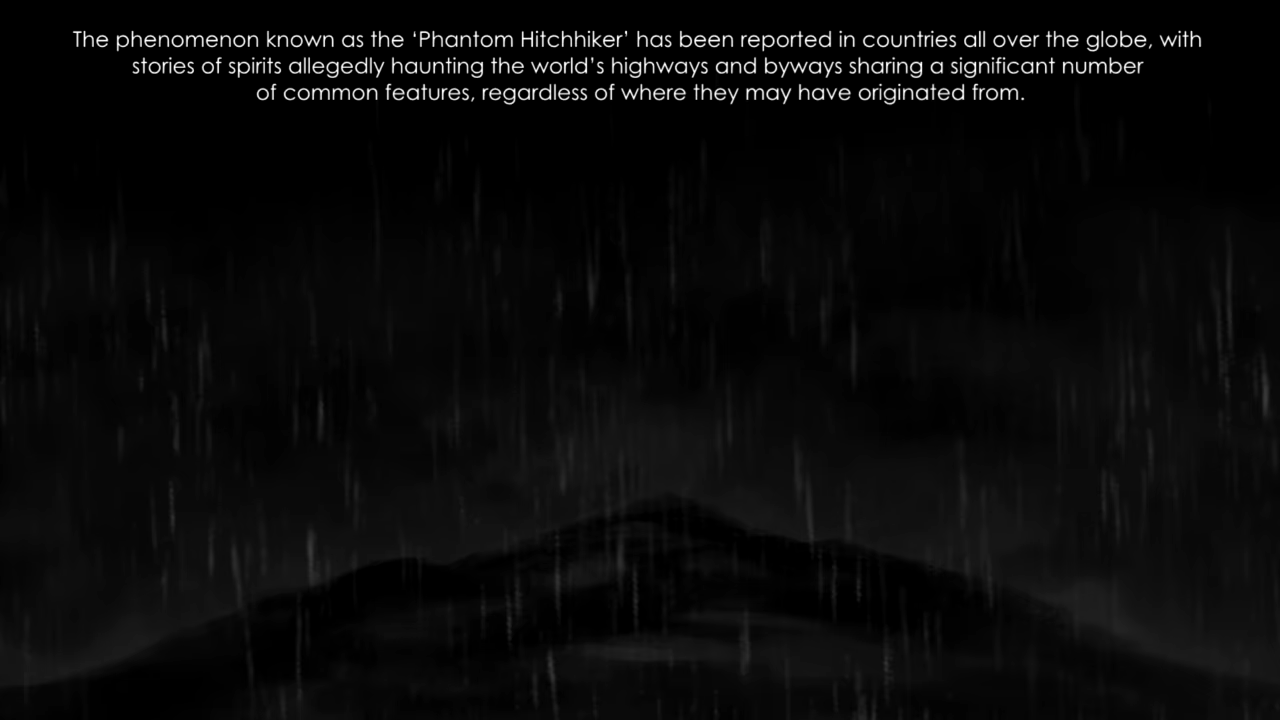 The phenomenon known as the ‘Phantom Hitchhiker’ has been reported in countries all over the globe, with
stories of spirits allegedly haunting the world’s highways and byways sharing a significant number
of common features, regardless of where they may have originated from.